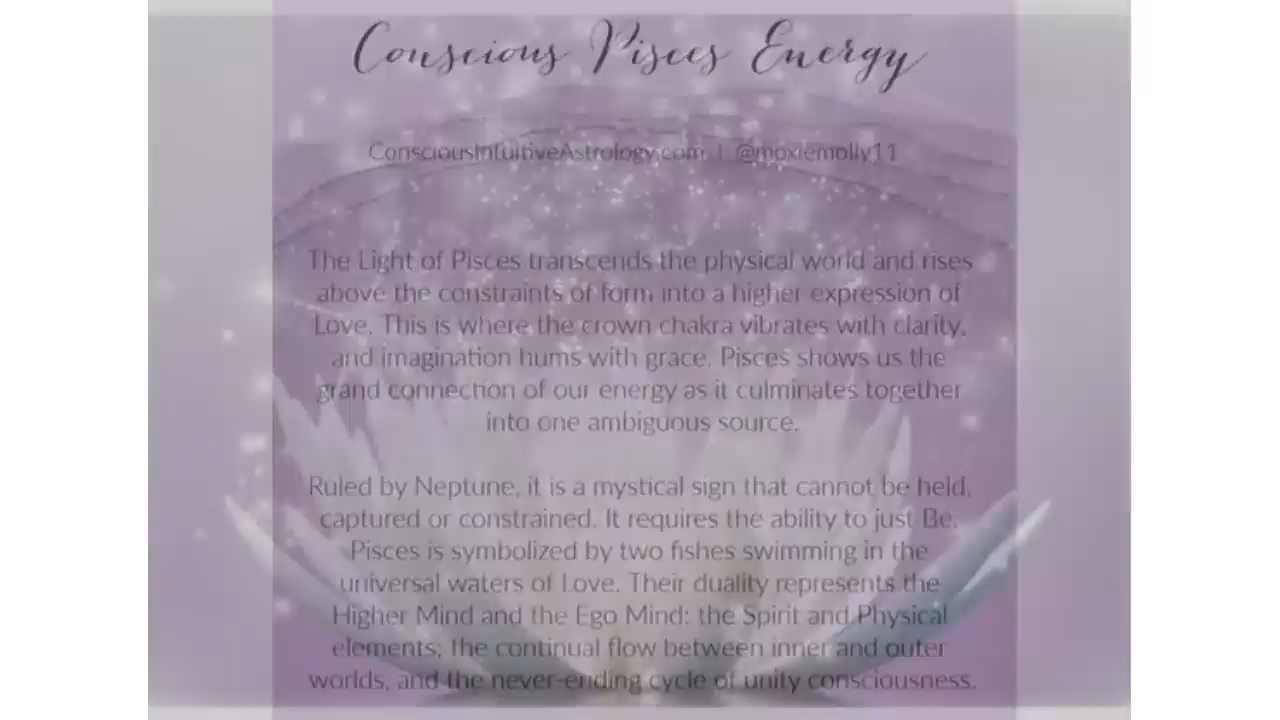 Conscious Pisces Energy
ConsciousIntuitiveAstrology.com | @moxiemolly11
The Light of Pisces transcends the physical world and rises
above the constraints of form into a higher expression of
Love. This is where the crown chakra vibrates with clarity,
and imagination hums with grace. Pisces shows us the
grand connection of our energy as it culminates together
into one ambiguous source.
Ruled by Neptune, it is a mystical sign that cannot be held,
captured or constrained. It requires the ability to just Be.
Pisces is symbolized by two fishes swimming in the
universal waters of Love. Their duality represents the
Higher Mind and the Ego Mind; the Spirit and Physical
elements; the continual flow between inner and outer
worlds, and the never-ending cycle of unity consciousness.